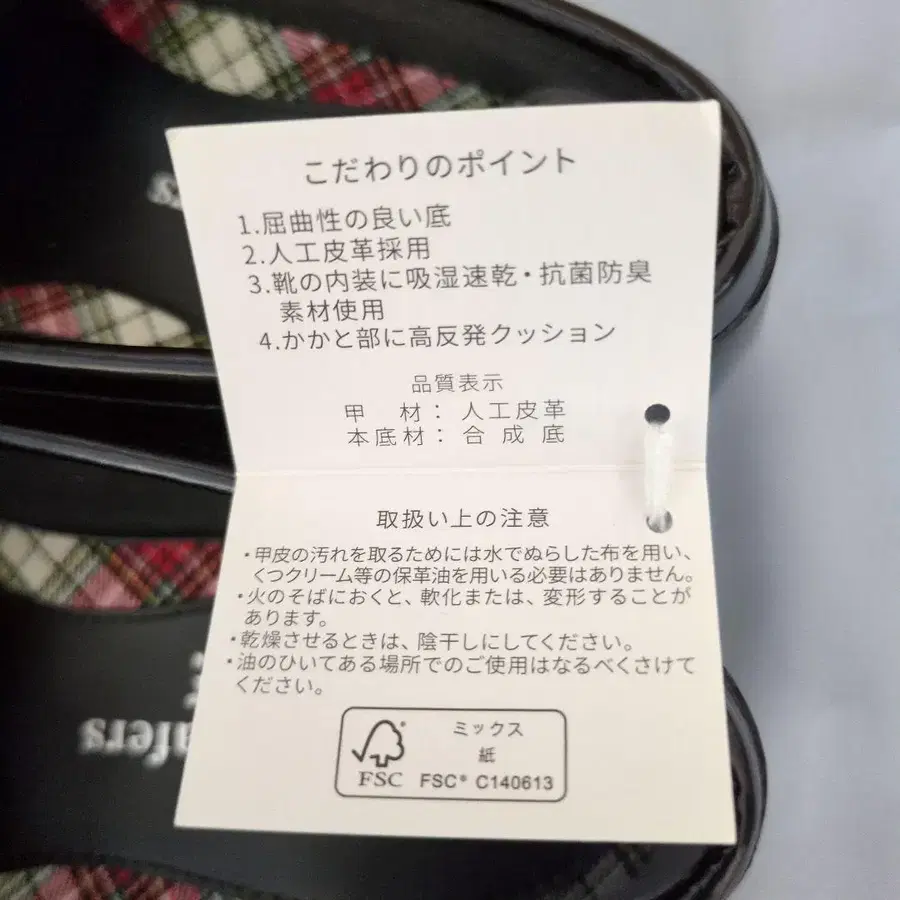 こだわりのポイント
1.屈曲性の良い底
2.人工皮革採用
3.靴の内装に吸湿速乾・抗菌防臭
素材使用
4.かかと部に高反発クッション
品質表示
甲 材： 人工皮革
本底材： 合成底
取扱い上の注意
・甲皮の汚れを取るためには水でぬらした布を用い、
くつクリーム等の保革油を用いる必要はありません。
・火のそばにおくと、軟化または、変形することが
あります。
・乾燥させるときは、陰干しにしてください。
・油のひいてある場所でのご使用はなるべくさけて
ください。
ミックス
紙
FSC
FSC® C140613
afers